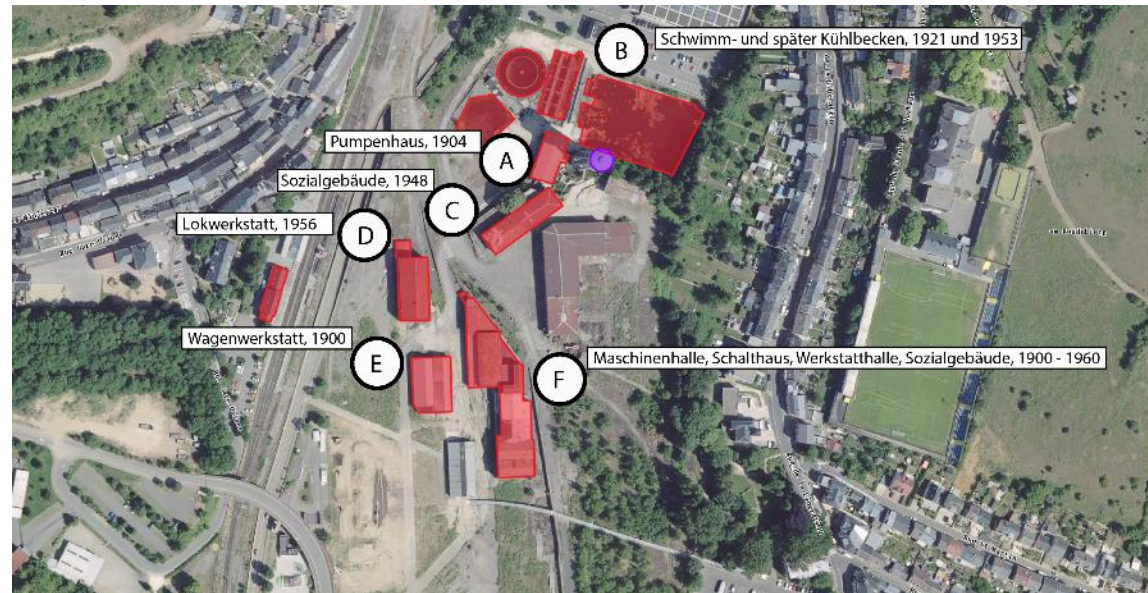 B
Schwimm- und später Kühlbecken, 1921 und 1953
Pumpenhaus, 1904
A
Sozialgebäude, 1948
C
Lokwerkstatt, 1956
D
Wagenwerkstatt, 1900
E
F
Maschinenhalle, Schalthaus, Werkstatthalle, Sozialgebäude, 1900 - 1960